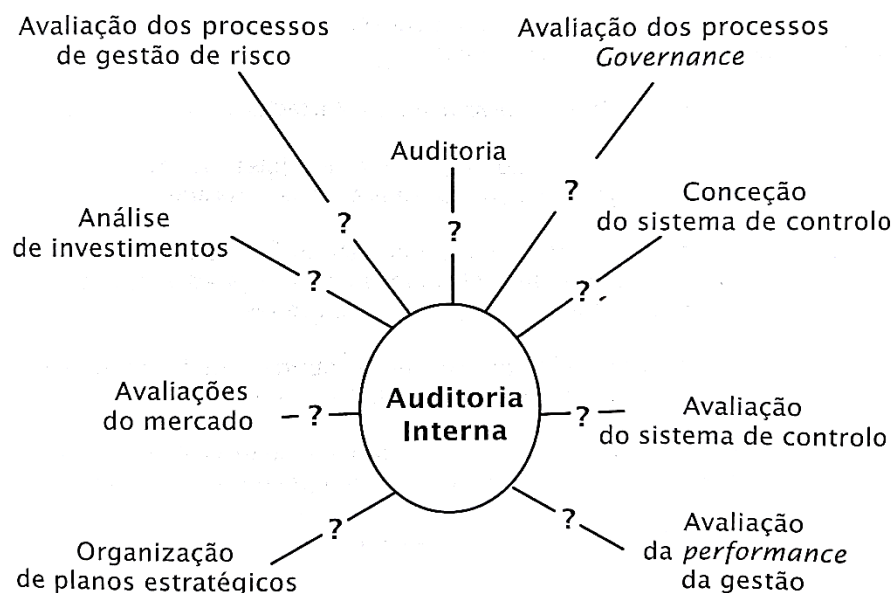 Avaliação dos processos
de gestão de risco
Avaliação dos processos
Governance
Auditoria
?
?
?
Análise
de investimentos
?
Conceção
do sistema de controlo
?
Avaliações
do mercado
?
Auditoria
Interna
?
Avaliação
do sistema de controlo
Organização
de planos estratégicos
?
?
Avaliação
da performance
da gestão